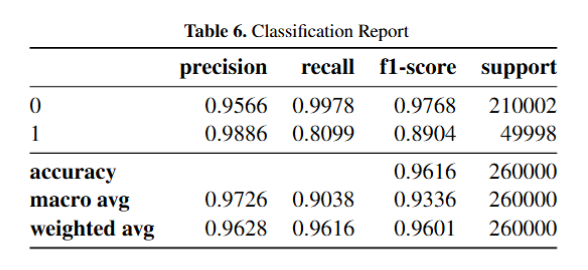 Table 6. Classification Report
precision recall f1-score support
0 0.9566 0.9978 0.9768 210002
1 0.9886 0.8099 0.8904 49998
accuracy 0.9616 260000
macro avg 0.9726 0.9038 0.9336 260000
weighted avg 0.9628 0.9616 0.9601 260000